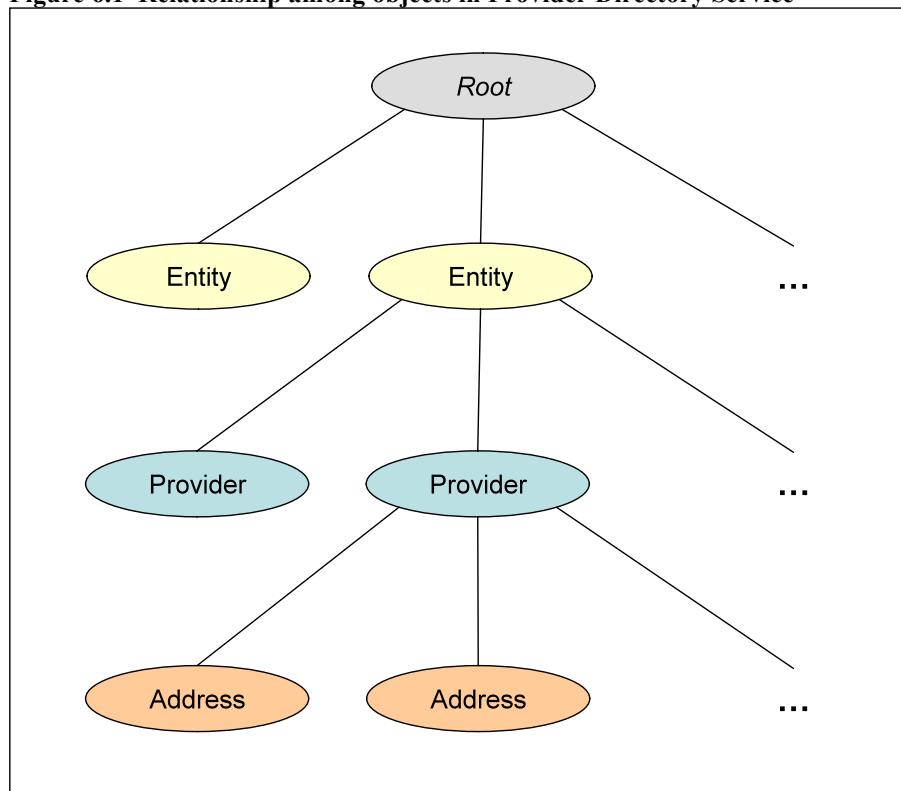 Figure 6.1 Relationship among objects in Provider Directory Service
Root
Entity Entity ...
Provider Provider ...
Address Address ...